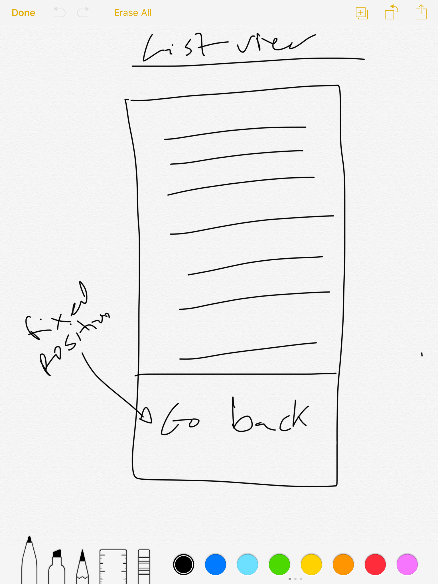 Done
Erase All
List view
fixed
position
Go back